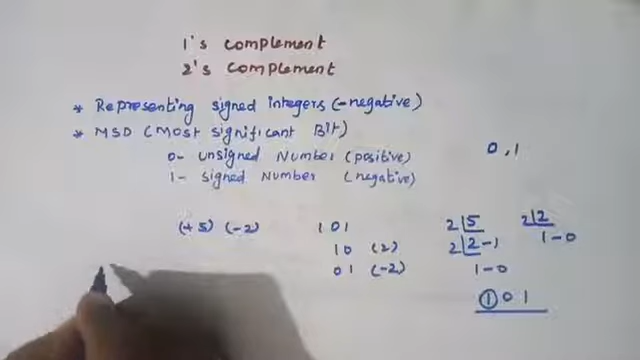 1's complement
2's complement
* Representing signed integers (-negative)
* MSD (Most significant Bit)
0- unsigned Number (positive)
1- signed Number (negative)
0,1
(+5) (-2)
101
10 (2)
01 (-2)
2|5
2|2-1
1-0
101
2|2
1-0